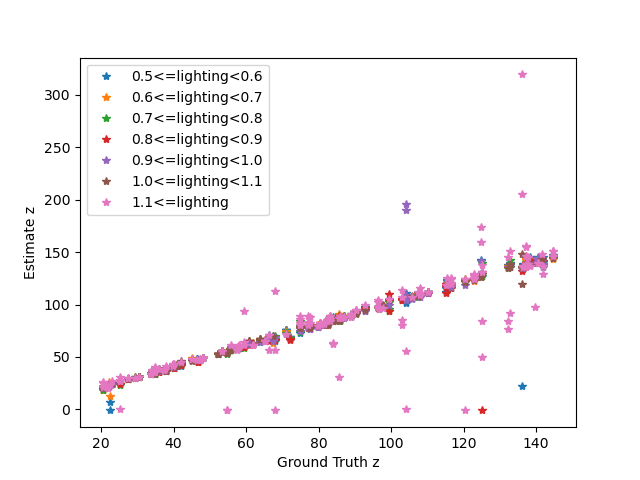 0.5<=lighting<0.6
0.6<=lighting<0.7
0.7<=lighting<0.8
0.8<=lighting<0.9
0.9<=lighting<1.0
1.0<=lighting<1.1
1.1<=lighting
300
250
200
150
100
50
0
Estimate z
20 40 60 80 100 120 140
Ground Truth z